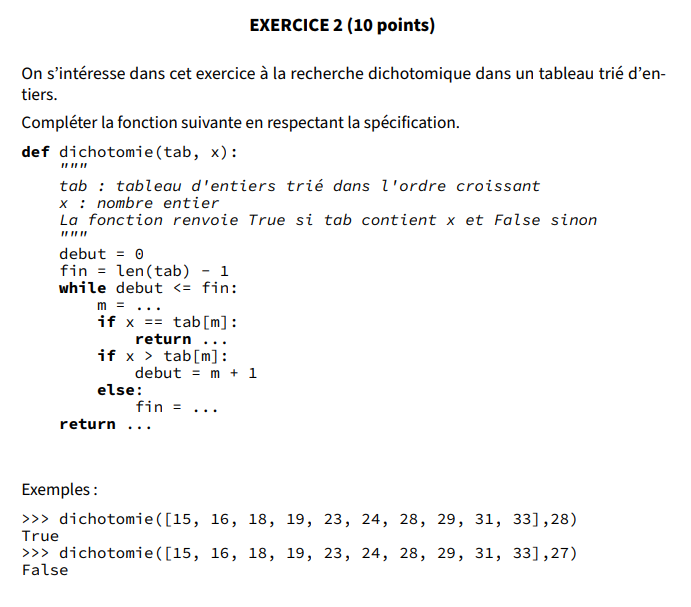 EXERCICE 2 (10 points)
On s'intéresse dans cet exercice à la recherche dichotomique dans un tableau trié d'en-
tiers.
Compléter la fonction suivante en respectant la spécification.
def dichotomie(tab, x):
    """
    tab : tableau d'entiers trié dans l'ordre croissant
    x : nombre entier
    La fonction renvoie True si tab contient x et False sinon
    """
    debut = 0
    fin = len(tab) - 1
    while debut <= fin:
        m = ...
        if x == tab[m]:
            return ...
        if x > tab[m]:
            debut = m + 1
        else:
            fin = ...
    return ...
Exemples :
>>> dichotomie([15, 16, 18, 19, 23, 24, 28, 29, 31, 33],28)
True
>>> dichotomie([15, 16, 18, 19, 23, 24, 28, 29, 31, 33],27)
False